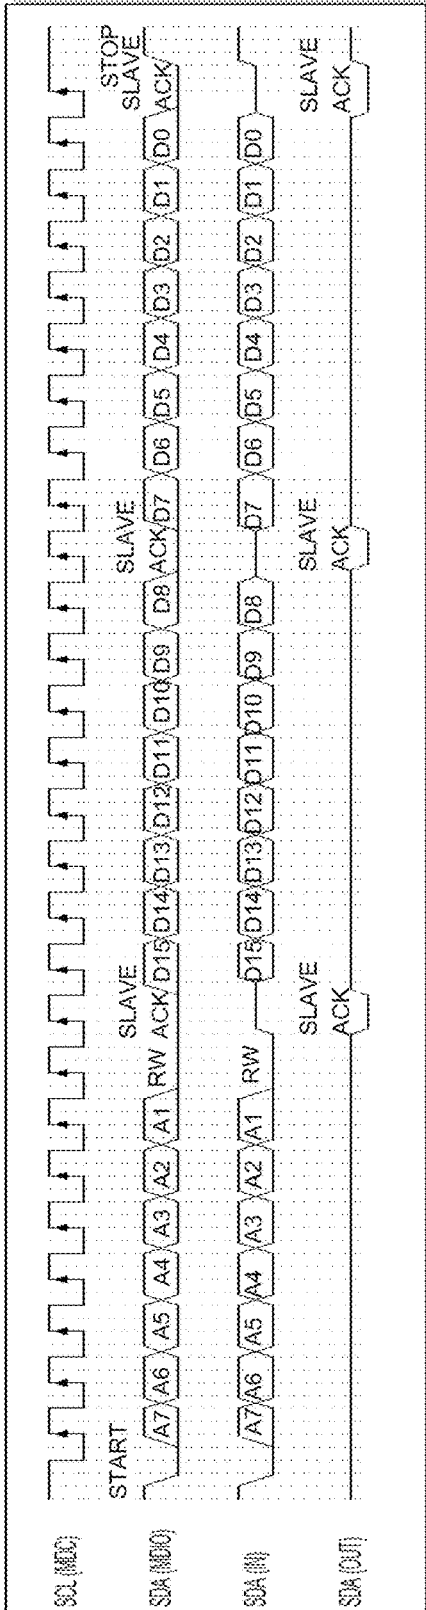 SCL (MDC)
STOP
START SLAVE SLAVE SLAVE
SDA (MDIO) A7 A6 A5 A4 A3 A2 A1 RW ACK D15 D14 D13 D12 D11 D10 D9 D8 ACK D7 D6 D5 D4 D3 D2 D1 D0 ACK
SDA (IN) A7 A6 A5 A4 A3 A2 A1 RW D15 D14 D13 D12 D11 D10 D9 D8 D7 D6 D5 D4 D3 D2 D1 D0
SLAVE SLAVE SLAVE
SDA (OUT) ACK ACK ACK